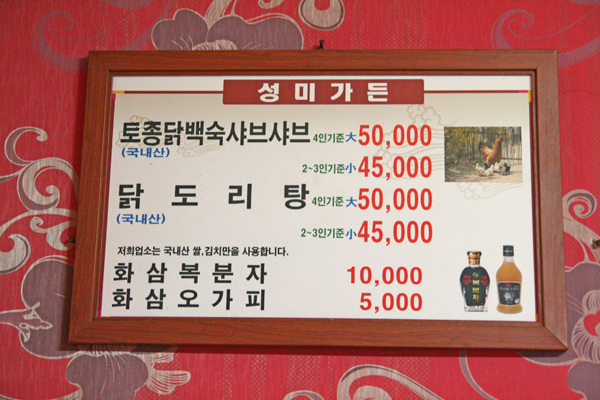 성미가든
토종닭백숙샤브샤브 4인기준 大 50,000
(국내산)
2~3인기준 小 45,000
닭도리탕 4인기준 大 50,000
(국내산)
2~3인기준 小 45,000
저희업소는 국내산 쌀,김치만을 사용합니다.
화삼복분자 10,000
화삼오가피 5,000
복분자